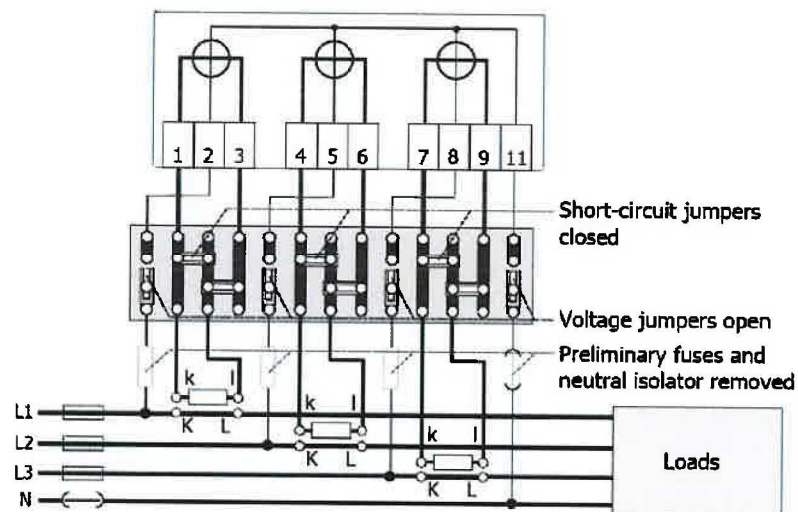 1 2 3 4 5 6 7 8 9 11
Short-circuit jumpers
closed
Voltage jumpers open
Preliminary fuses and
neutral isolator removed
k l
L1
K L
k l
L2
K L
k l
L3
K L
N
Loads